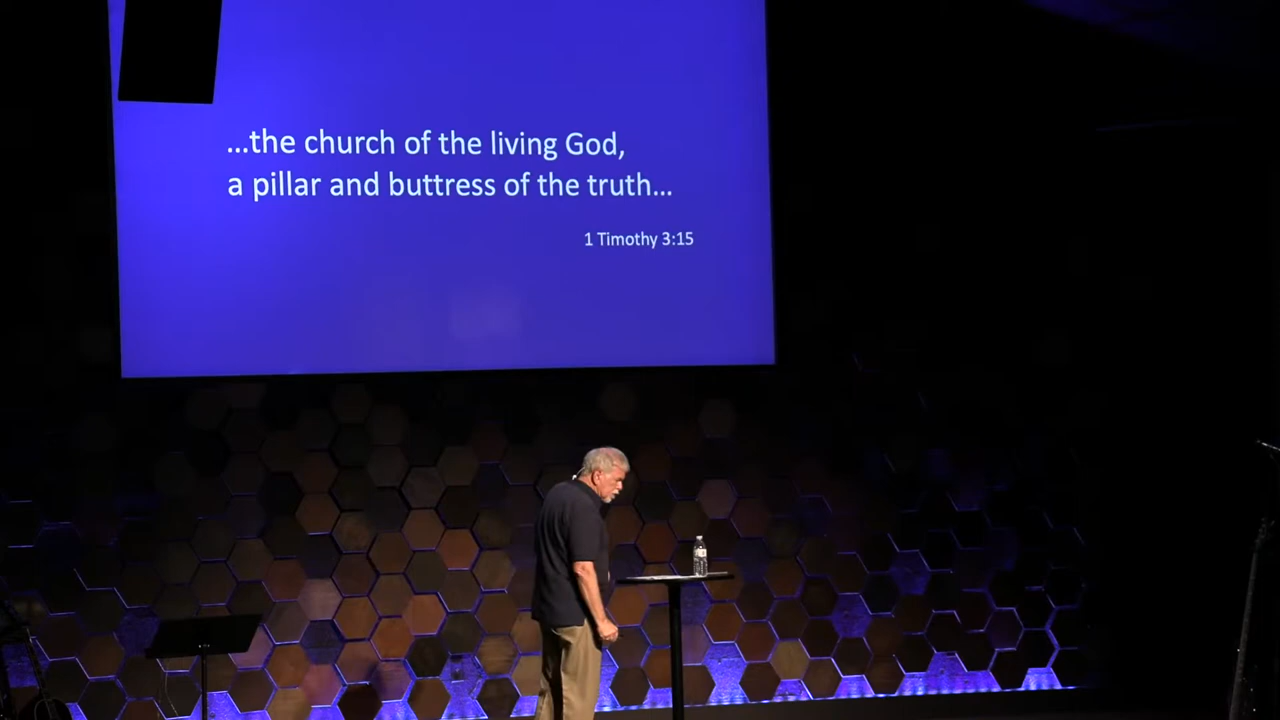 ...the church of the living God,
a pillar and buttress of the truth...
1 Timothy 3:15